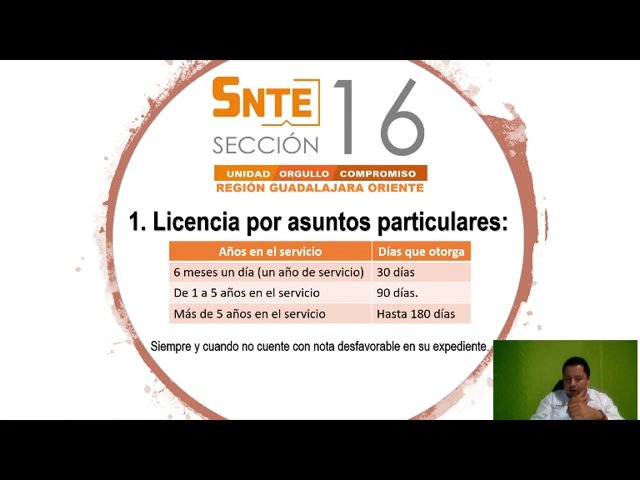 SNTE
SECCIÓN 16
UNIDAD ORGULLO COMPROMISO
REGIÓN GUADALAJARA ORIENTE
1. Licencia por asuntos particulares:
Años en el servicio Días que otorga
6 meses un día (un año de servicio) 30 días
De 1 a 5 años en el servicio 90 días.
Más de 5 años en el servicio Hasta 180 días
Siempre y cuando no cuente con nota desfavorable en su expediente.